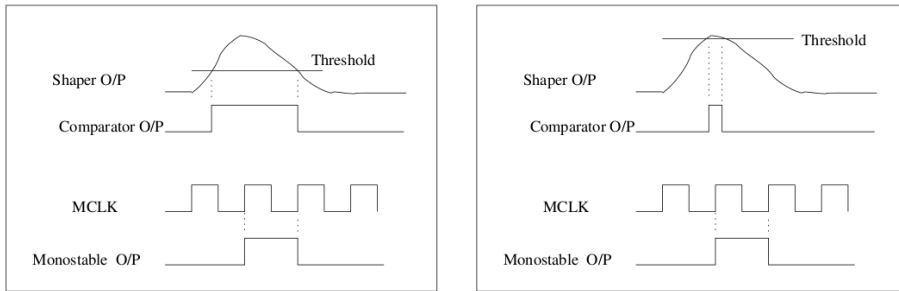 Threshold
Shaper O/P
Comparator O/P
MCLK
Monostable O/P
Threshold
Shaper O/P
Comparator O/P
MCLK
Monostable O/P